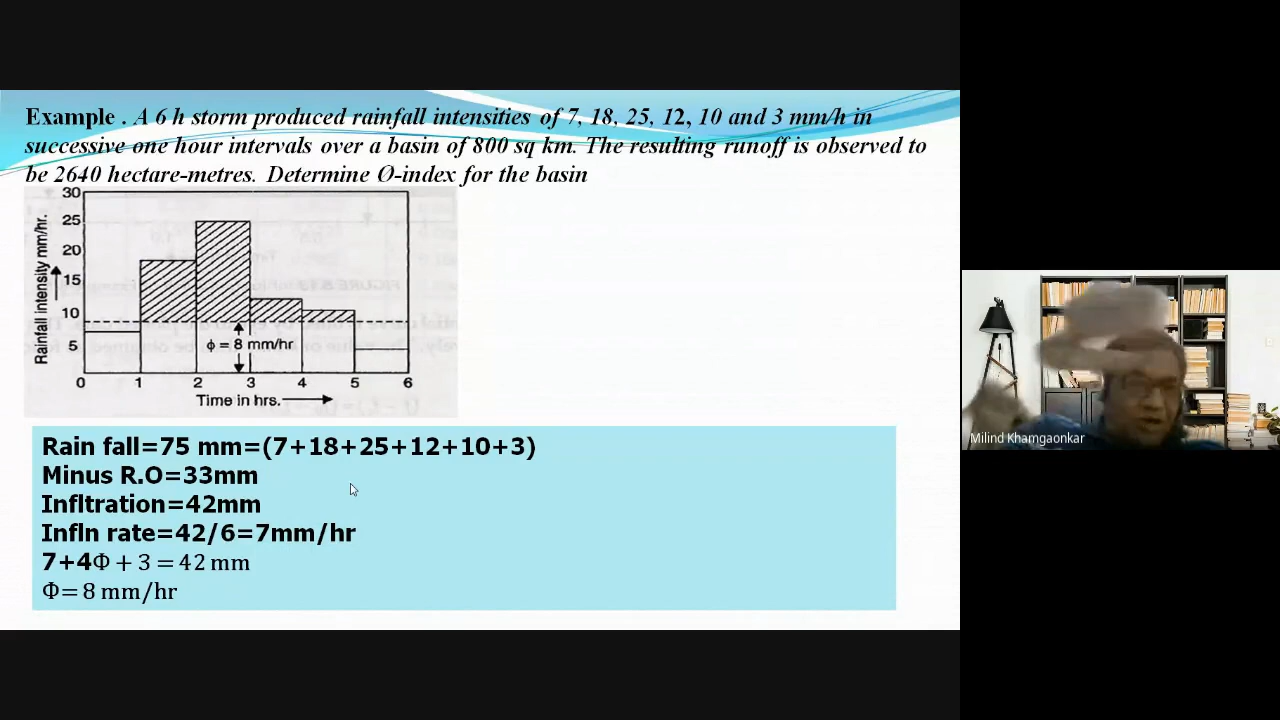 Example . A 6 h storm produced rainfall intensities of 7, 18, 25, 12, 10 and 3 mm/h in
successive one hour intervals over a basin of 800 sq km. The resulting runoff is observed to
be 2640 hectare-metres. Determine Ø-index for the basin
Rainfall intensity mm/hr.
30
25
20
15
10
5
ϕ = 8 mm/hr
0 1 2 3 4 5 6
Time in hrs.
Rain fall=75 mm=(7+18+25+12+10+3)
Minus R.O=33mm
Infltration=42mm
Infln rate=42/6=7mm/hr
7+4Φ + 3 = 42 mm
Φ= 8 mm/hr
Milind Khamgaonkar